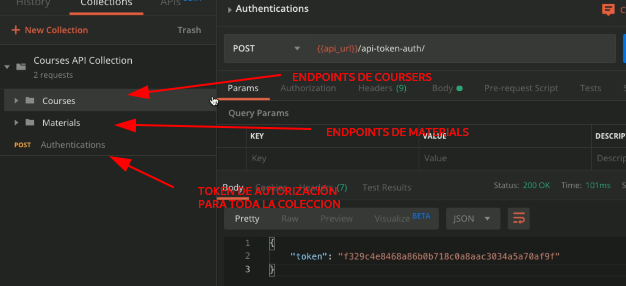 History
Collections
APIs
+ New Collection
Trash
Courses API Collection
2 requests
Courses
Materials
POST Authentications
ENDPOINTS DE COURSERS
ENDPOINTS DE MATERIALS
TOKEN DE AUTORIZACIÓN
PARA TODA LA COLECCION
Authentications
POST {{api_url}}/api-token-auth/
Params Authorization Headers (9) Body Pre-request Script Tests
Query Params
KEY VALUE DESCRIP
Key Value Descrip
Body Cookies Headers (7) Test Results Status: 200 OK Time: 101ms
Pretty Raw Preview Visualize BETA JSON
1 {
2 "token": "f329c4e8468a86b0b718c0a8aac3034a5a70af9f"
3 }